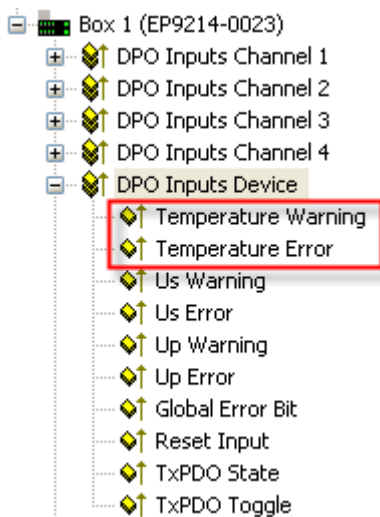 Box 1 (EP9214-0023)
DPO Inputs Channel 1
DPO Inputs Channel 2
DPO Inputs Channel 3
DPO Inputs Channel 4
DPO Inputs Device
Temperature Warning
Temperature Error
Us Warning
Us Error
Up Warning
Up Error
Global Error Bit
Reset Input
TxPDO State
TxPDO Toggle